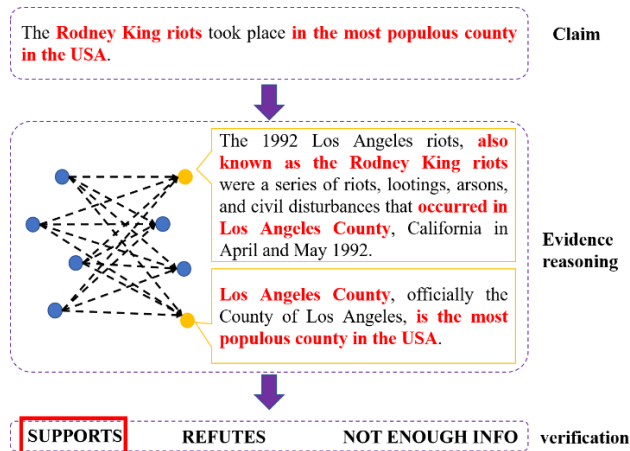 The Rodney King riots took place in the most populous county
in the USA.
Claim
The 1992 Los Angeles riots, also
known as the Rodney King riots
were a series of riots, lootings, arsons,
and civil disturbances that occurred in
Los Angeles County, California in
April and May 1992.
Evidence
reasoning
Los Angeles County, officially the
County of Los Angeles, is the most
populous county in the USA.
SUPPORTS REFUTES NOT ENOUGH INFO verification